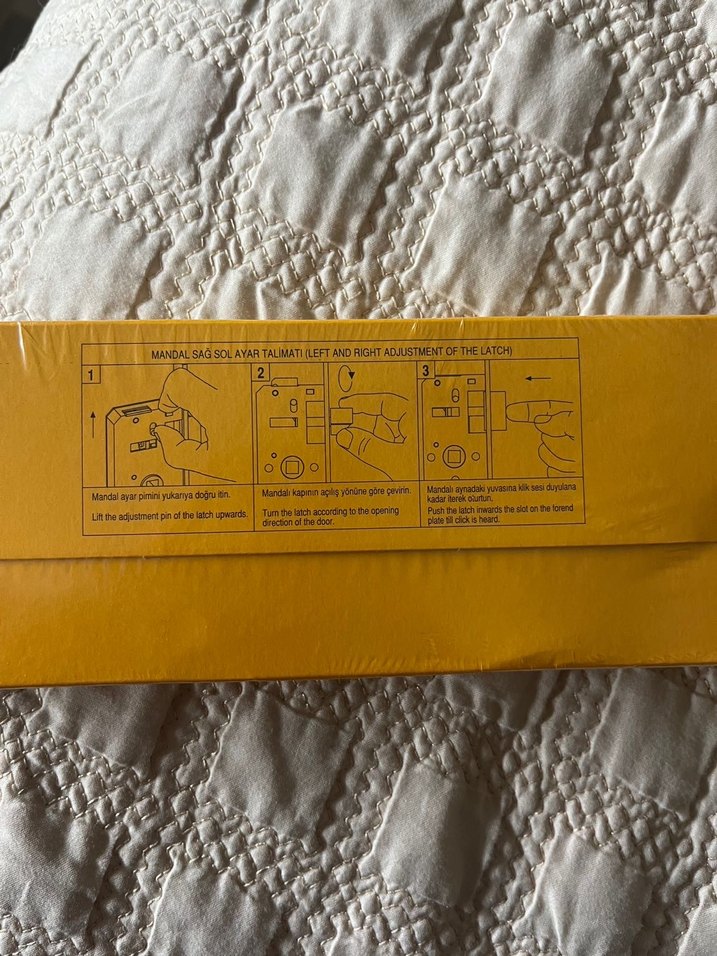 MANDAL SAĞ SOL AYAR TALİMATI (LEFT AND RIGHT ADJUSTMENT OF THE LATCH)
1
2
3
Mandal ayar pimini yukarıya doğru itin.
Lift the adjustment pin of the latch upwards.
Mandalı kapının açılış yönüne göre çevirin.
Turn the latch according to the opening
direction of the door.
Mandalı aynadaki yuvasına klik sesi duyulana
kadar iterek oturtun.
Push the latch inwards the slot on the forend
plate till click is heard.